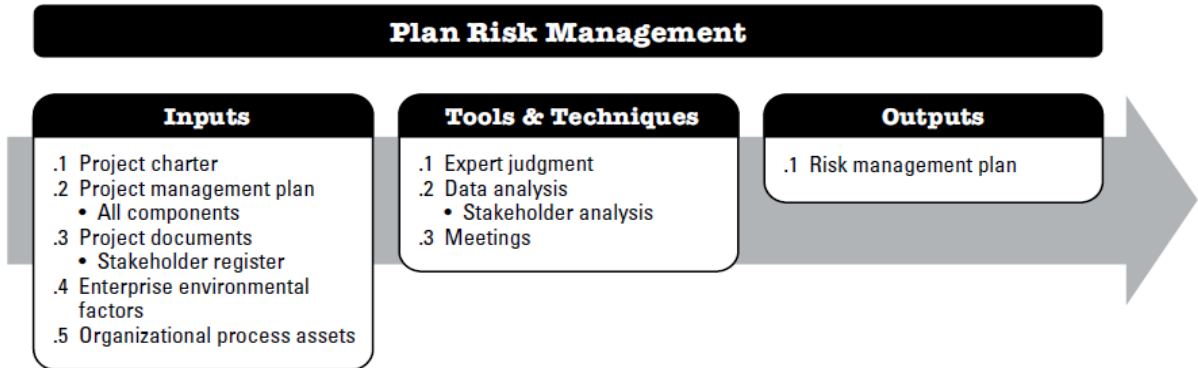 Plan Risk Management
Inputs
.1 Project charter
.2 Project management plan
• All components
.3 Project documents
• Stakeholder register
.4 Enterprise environmental
factors
.5 Organizational process assets
Tools & Techniques
.1 Expert judgment
.2 Data analysis
• Stakeholder analysis
.3 Meetings
Outputs
.1 Risk management plan